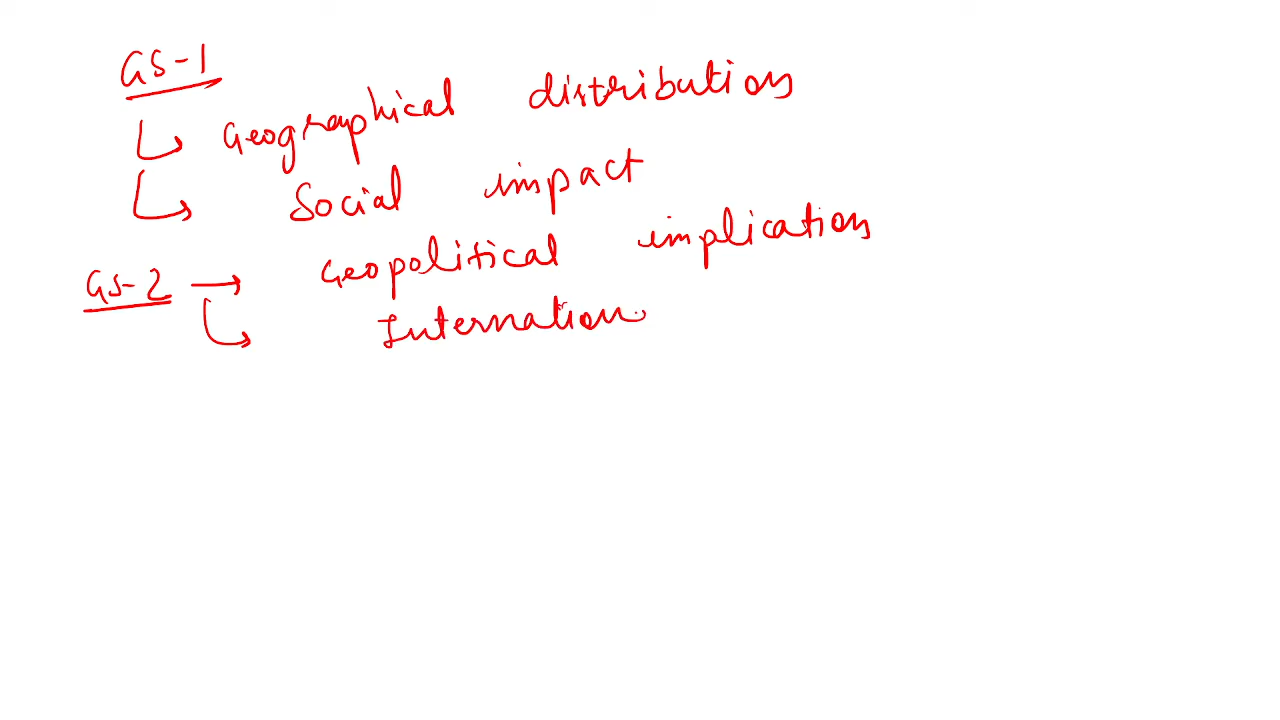 GS-1
↳ Geographical distribution
↳ Social impact
GS-2 → Geopolitical implication
↳ Internation